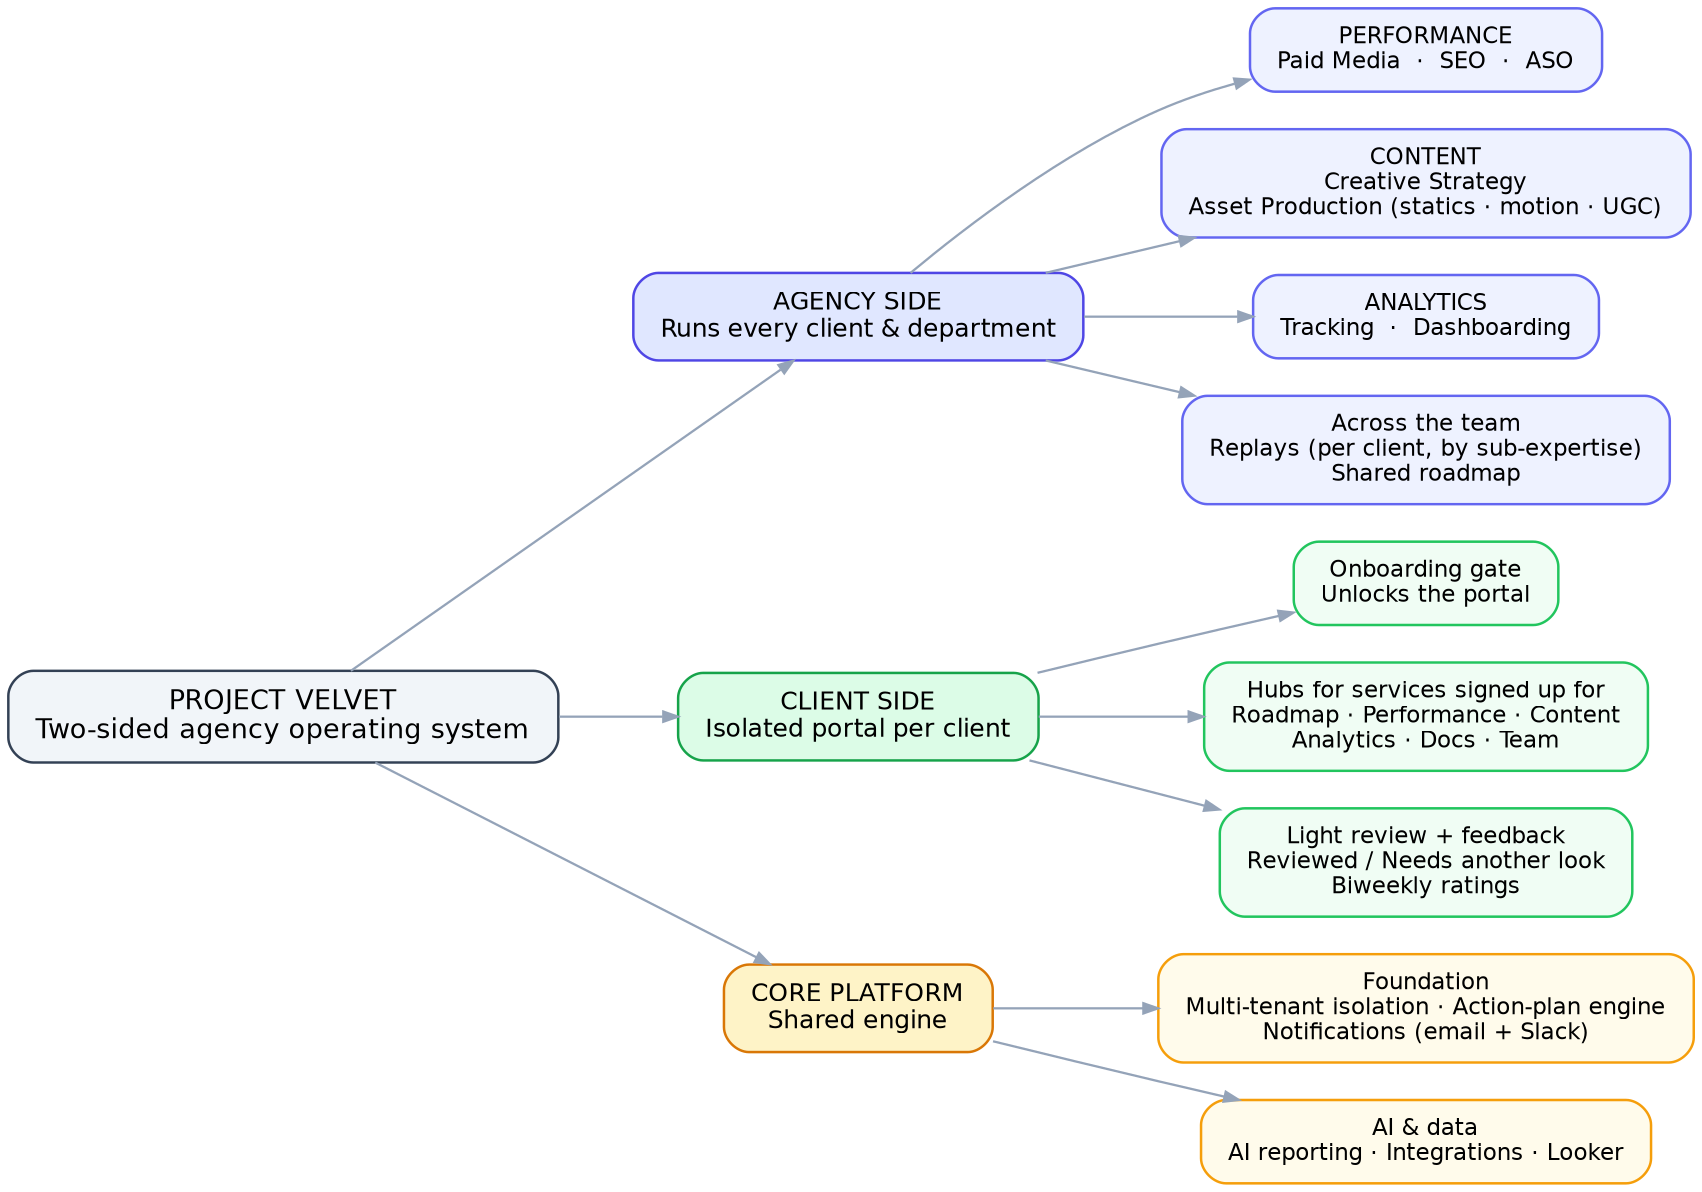 PROJECT VELVET
Two-sided agency operating system
AGENCY SIDE
Runs every client & department
PERFORMANCE
Paid Media · SEO · ASO
CONTENT
Creative Strategy
Asset Production (statics · motion · UGC)
ANALYTICS
Tracking · Dashboarding
Across the team
Replays (per client, by sub-expertise)
Shared roadmap
CLIENT SIDE
Isolated portal per client
Onboarding gate
Unlocks the portal
Hubs for services signed up for
Roadmap · Performance · Content
Analytics · Docs · Team
Light review + feedback
Reviewed / Needs another look
Biweekly ratings
CORE PLATFORM
Shared engine
Foundation
Multi-tenant isolation · Action-plan engine
Notifications (email + Slack)
AI & data
AI reporting · Integrations · Looker